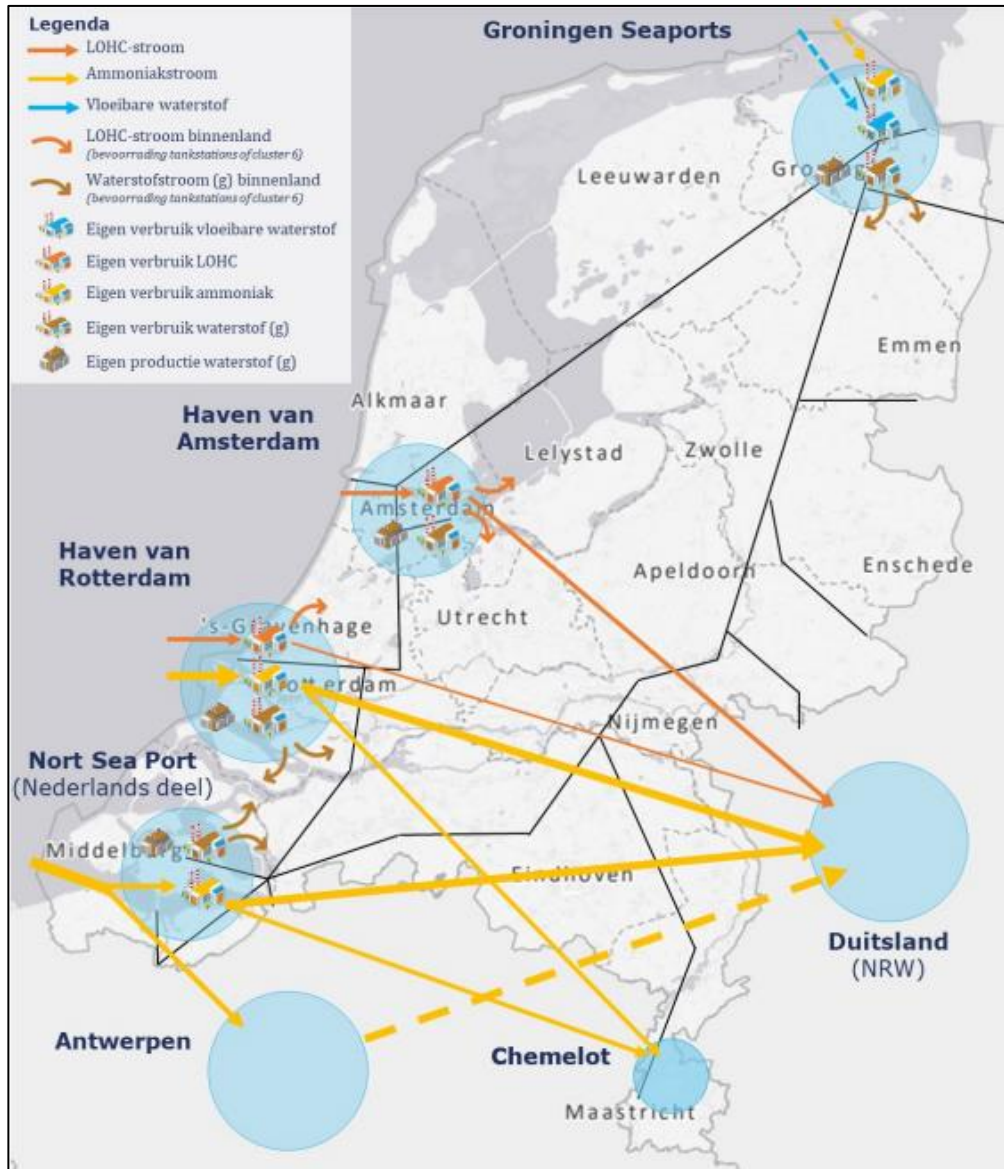 Legenda
LOHC-stroom
Ammoniakstroom
Vloeibare waterstof
LOHC-stroom binnenland
(bevoorrading tankstations of cluster 6)
Waterstofstroom (g) binnenland
(bevoorrading tankstations of cluster 6)
Eigen verbruik vloeibare waterstof
Eigen verbruik LOHC
Eigen verbruik ammoniak
Eigen verbruik waterstof (g)
Eigen productie waterstof (g)
Groningen Seaports
Leeuwarden
Emmen
Haven van
Amsterdam
Alkmaar
Lelystad
Zwolle
Amsterdam
Haven van
Rotterdam
Apeldoorn
Enschede
's-Gravenhage
Utrecht
Nijmegen
Nort Sea Port
(Nederlands deel)
Middelburg
Eindhoven
Duitsland
(NRW)
Antwerpen
Chemelot
Maastricht